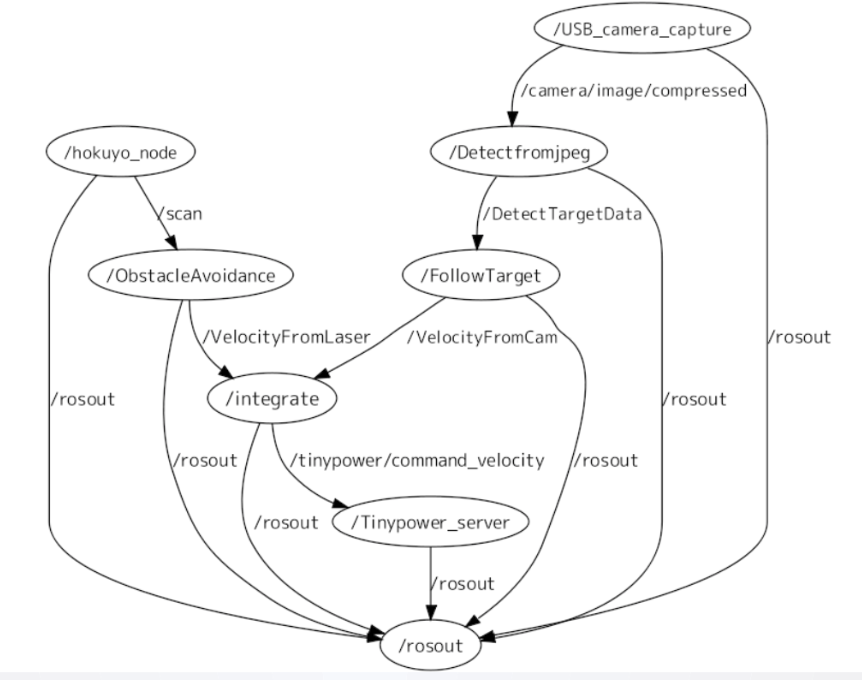 /USB_camera_capture
/camera/image/compressed
/hokuyo_node
/Detectfromjpeg
/scan
/DetectTargetData
/ObstacleAvoidance
/FollowTarget
/VelocityFromLaser
/VelocityFromCam
/rosout
/rosout
/integrate
/rosout
/rosout
/tinypower/command_velocity
/rosout
/rosout
/Tinypower_server
/rosout
/rosout